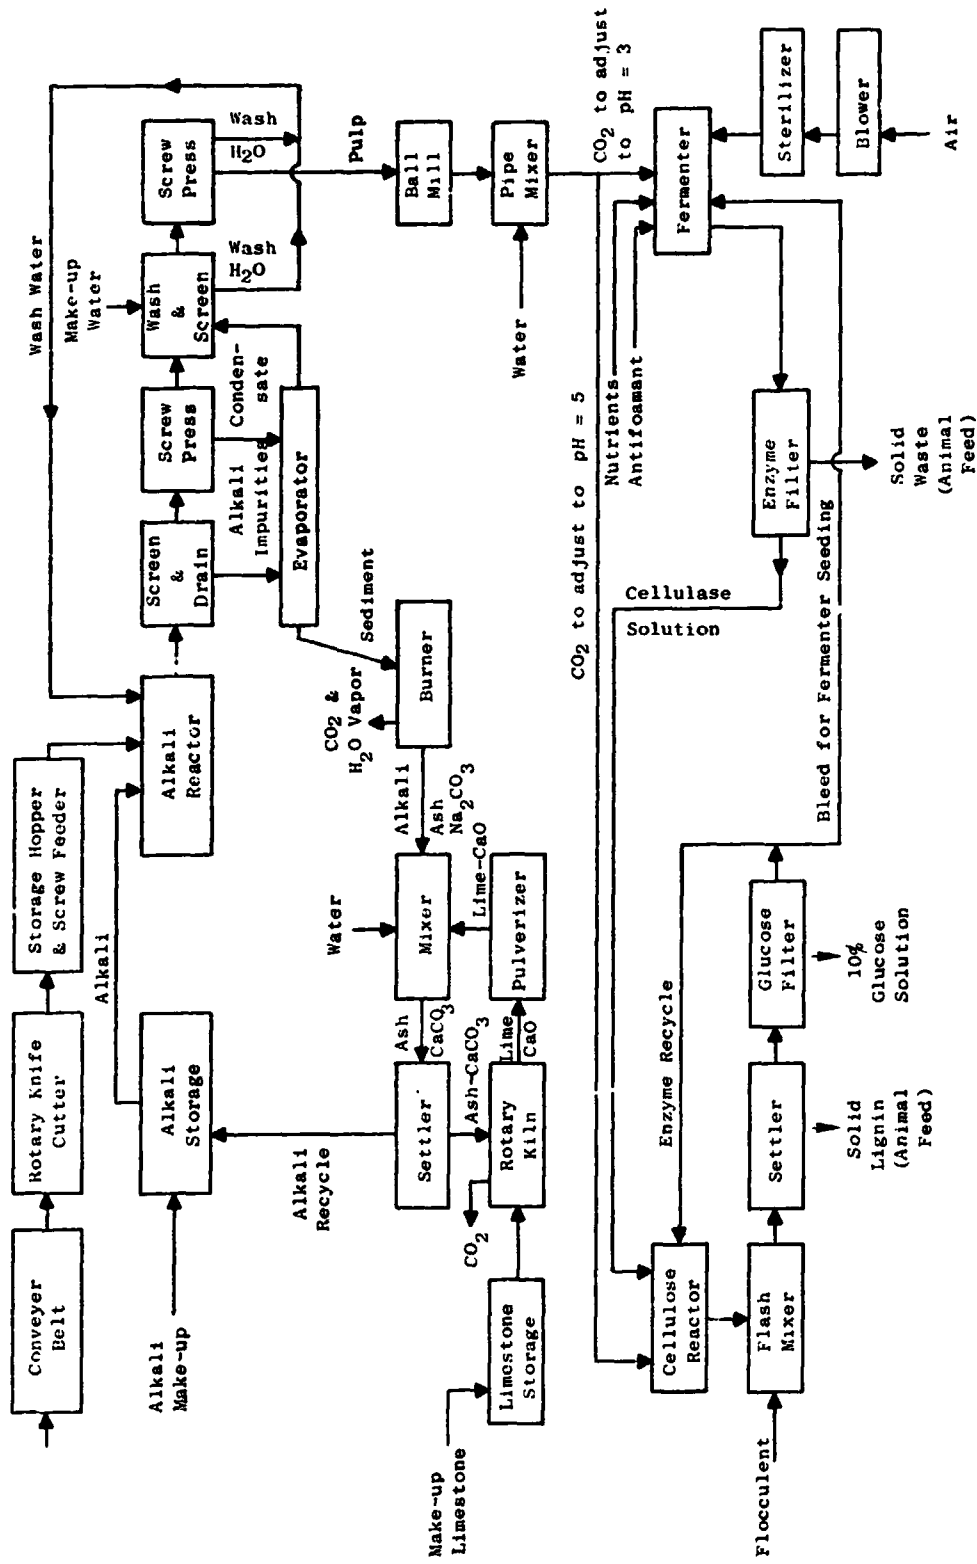 Conveyer
Belt
Rotary Knife
Cutter
Storage Hopper
& Screw Feeder
Wash Water
Alkali
Make-up
Alkali
Storage
Alkali
Alkali
Reactor
Screen
&
Drain
Screw
Press
Make-up
Water
Wash
&
Screen
Screw
Press
Wash
H2O
Wash
H2O
Alkali
Impurities
Conden-
sate
Evaporator
Sediment
Pulp
CO2 &
H2O Vapor
Burner
Alkali
Ash
Na2CO3
Water
Mixer
Ash
CaCO3
Settler
Alkali
Recycle
Ash-CaCO3
Lime-CaO
Pulverizer
Lime
CaO
Rotary
Kiln
CO2
Limestone
Storage
Make-up
Limestone
Ball
Mill
Pipe
Mixer
Water
CO2 to adjust to pH = 5
CO2 to adjust
to pH = 3
Nutrients
Antifoamant
Fermenter
Sterilizer
Blower
Air
Enzyme
Filter
Solid
Waste
(Animal
Feed)
Cellulase
Solution
Bleed for Fermenter Seeding
Enzyme Recycle
Cellulose
Reactor
Flocculent
Flash
Mixer
Settler
Solid
Lignin
(Animal
Feed)
Glucose
Filter
10%
Glucose
Solution